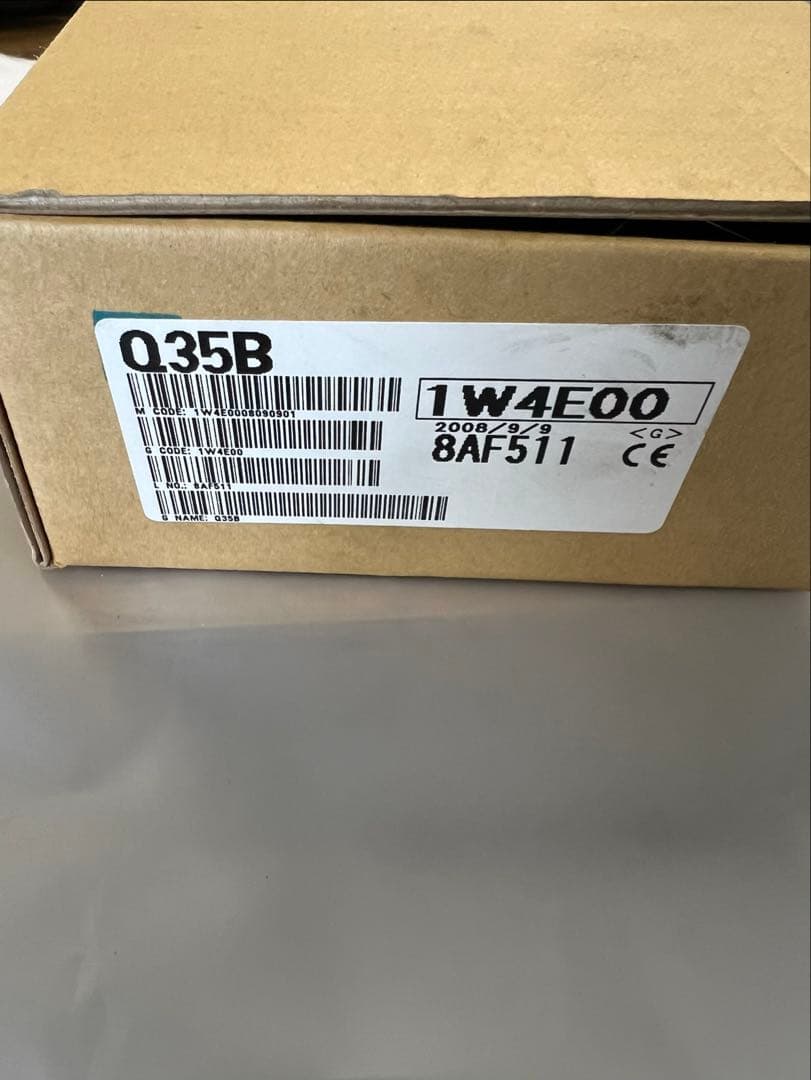 Q35B
M CODE: 1W4E0008090901
G CODE: 1W4E00
L NO.: 8AF511
G NAME: Q35B
1W4E00
2008/9/9
<G>
8AF511
CE